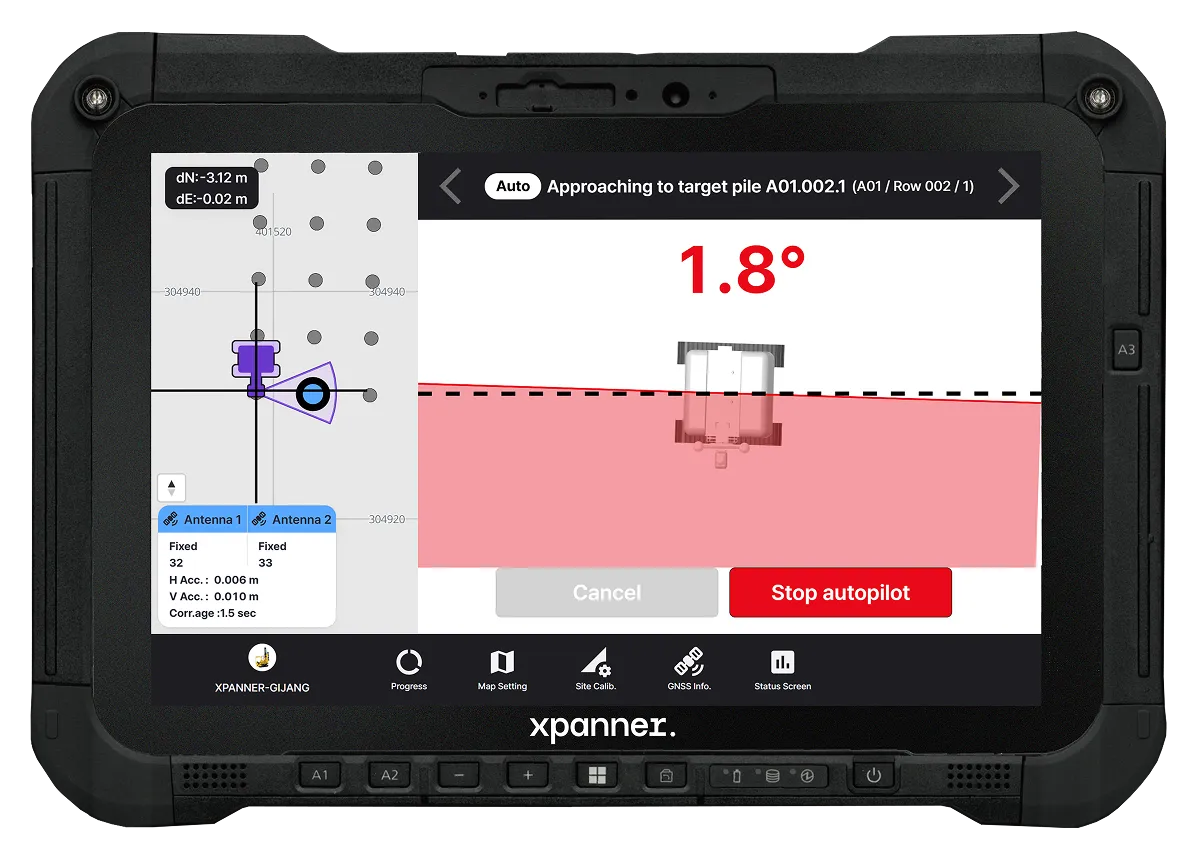 dN:-3.12 m
dE:-0.02 m
401520
304940
304940
304920
Antenna 1
Antenna 2
Fixed
Fixed
32
33
H Acc.: 0.006 m
V Acc.: 0.010 m
Corr.age :1.5 sec
Auto Approaching to target pile A01.002.1 (A01 / Row 002 / 1)
1.8°
Cancel
Stop autopilot
XPANNER-GIJANG
Progress
Map Setting
Site Calib.
GNSS Info.
Status Screen
A3
xpanner.
A1
A2
−
+